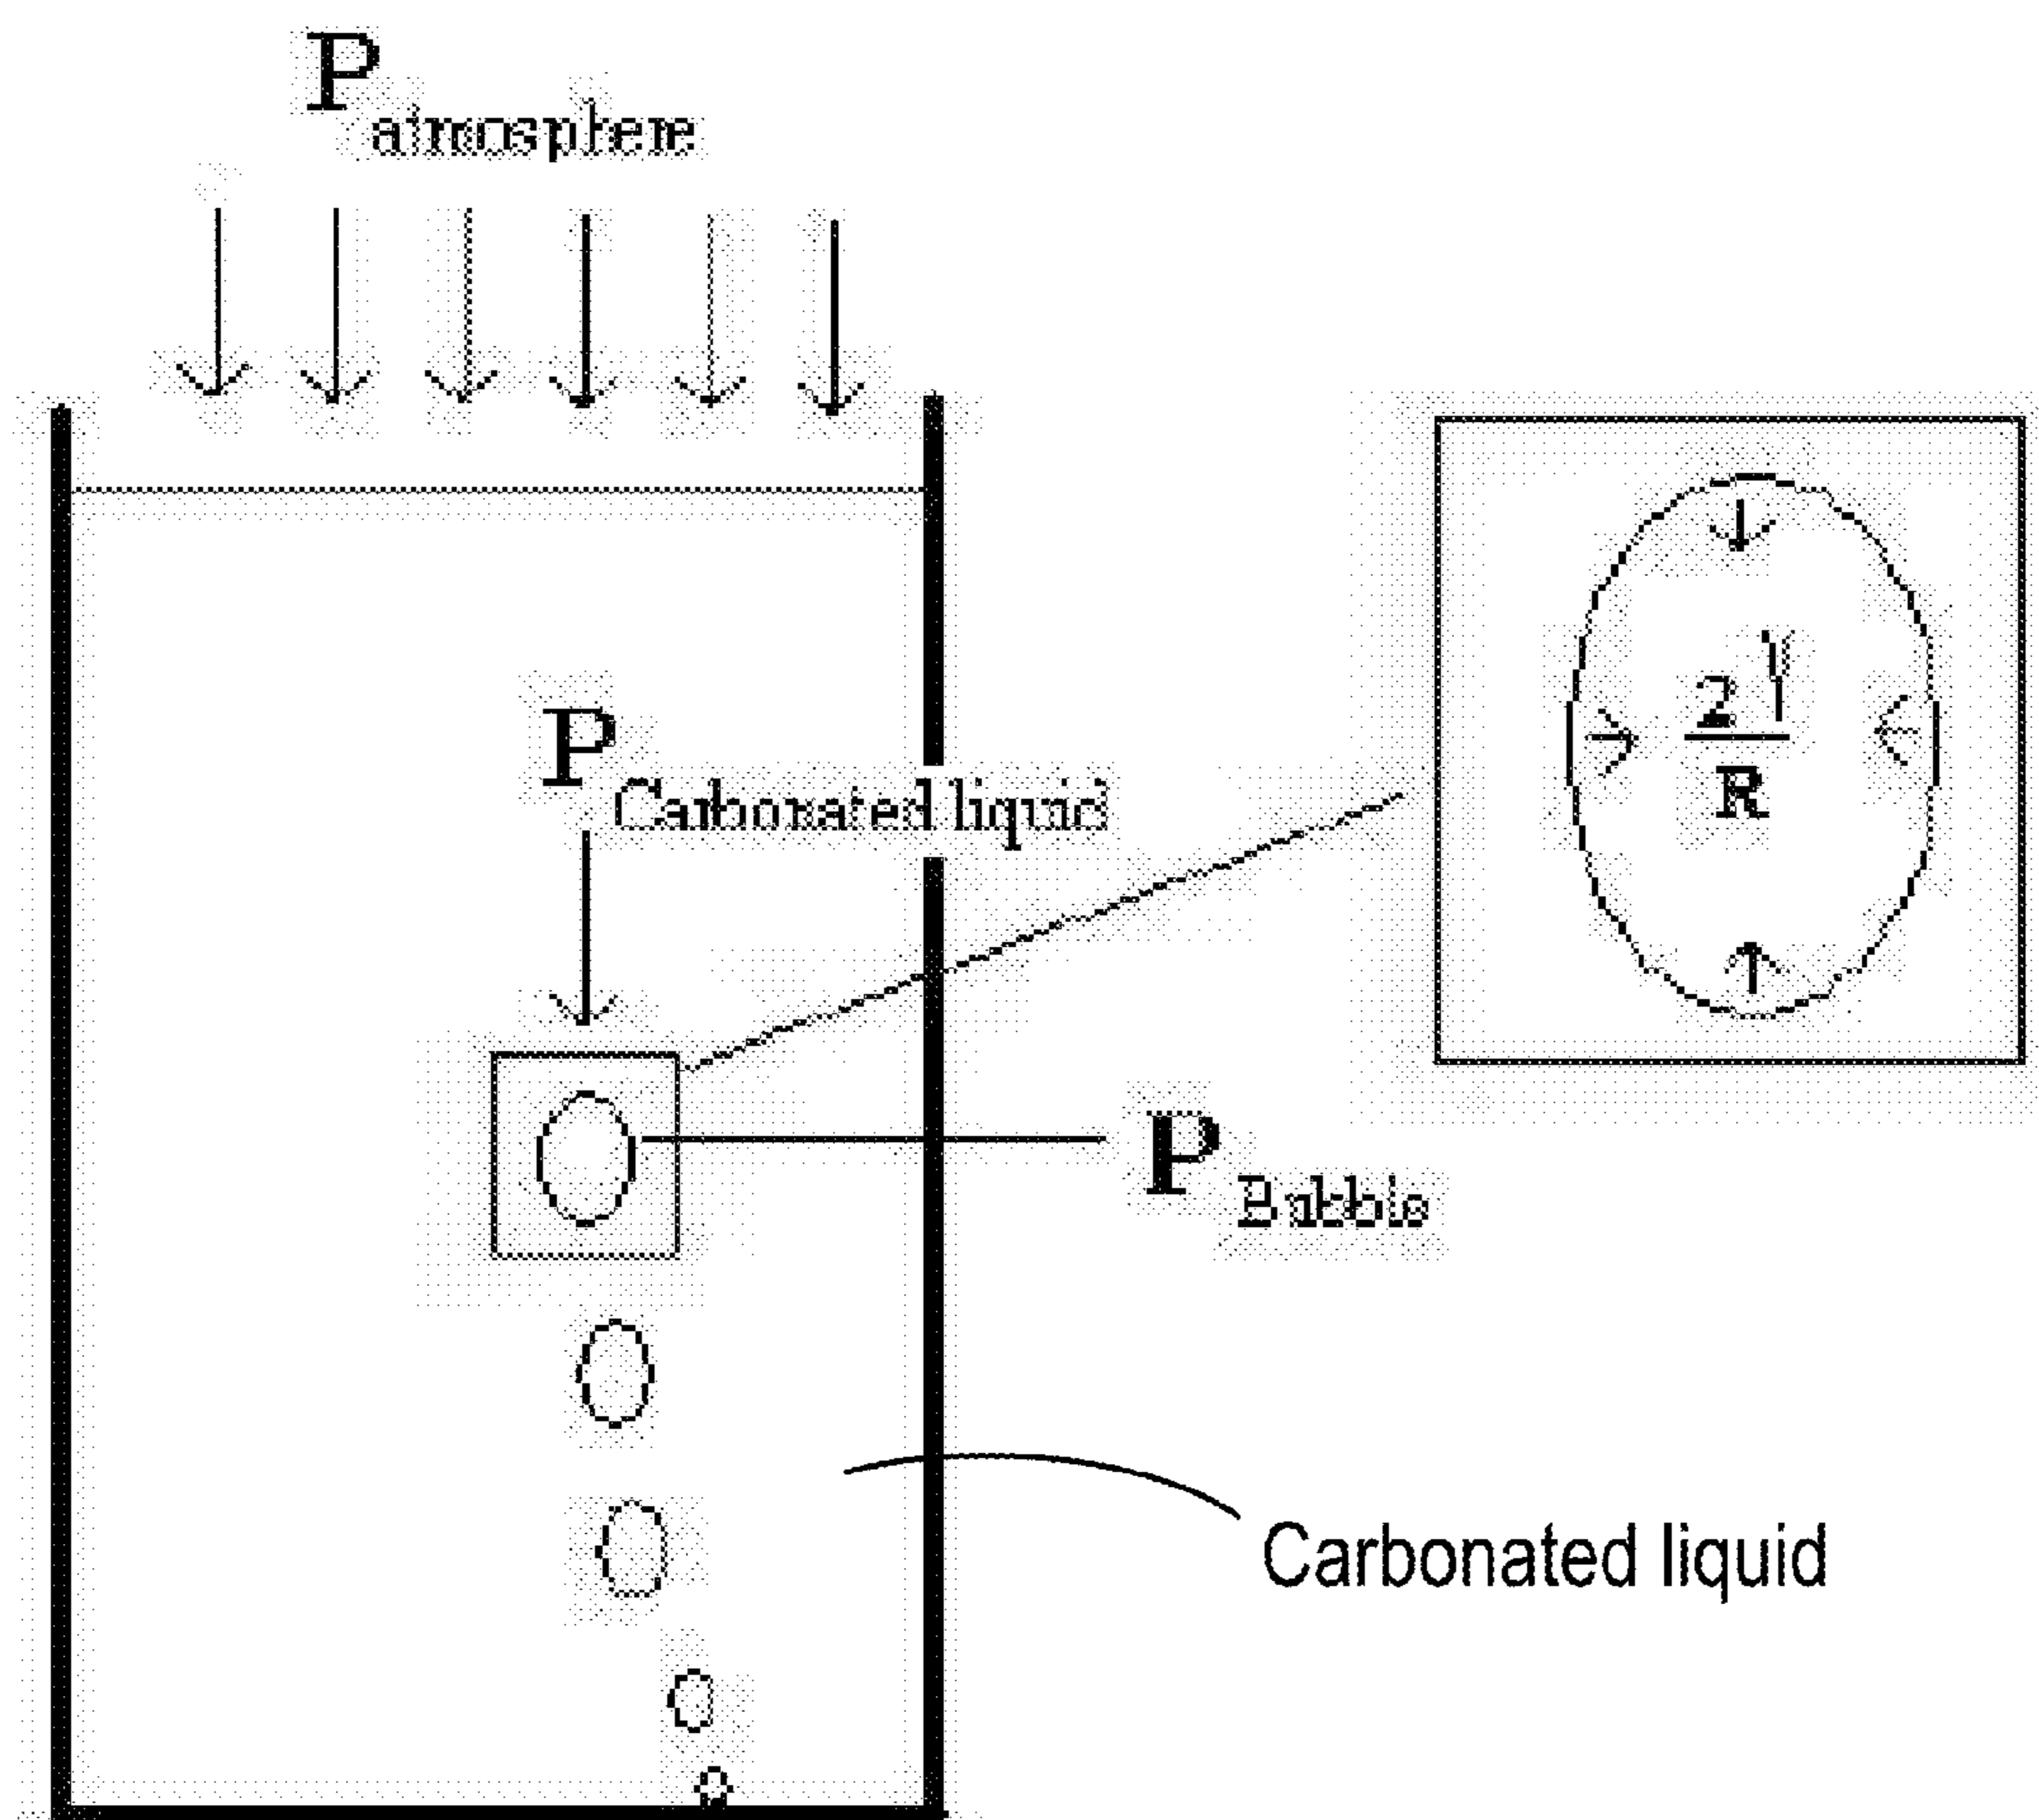 P atmosphere
P Carbonated liquid
2γ
R
P Bubble
Carbonated liquid